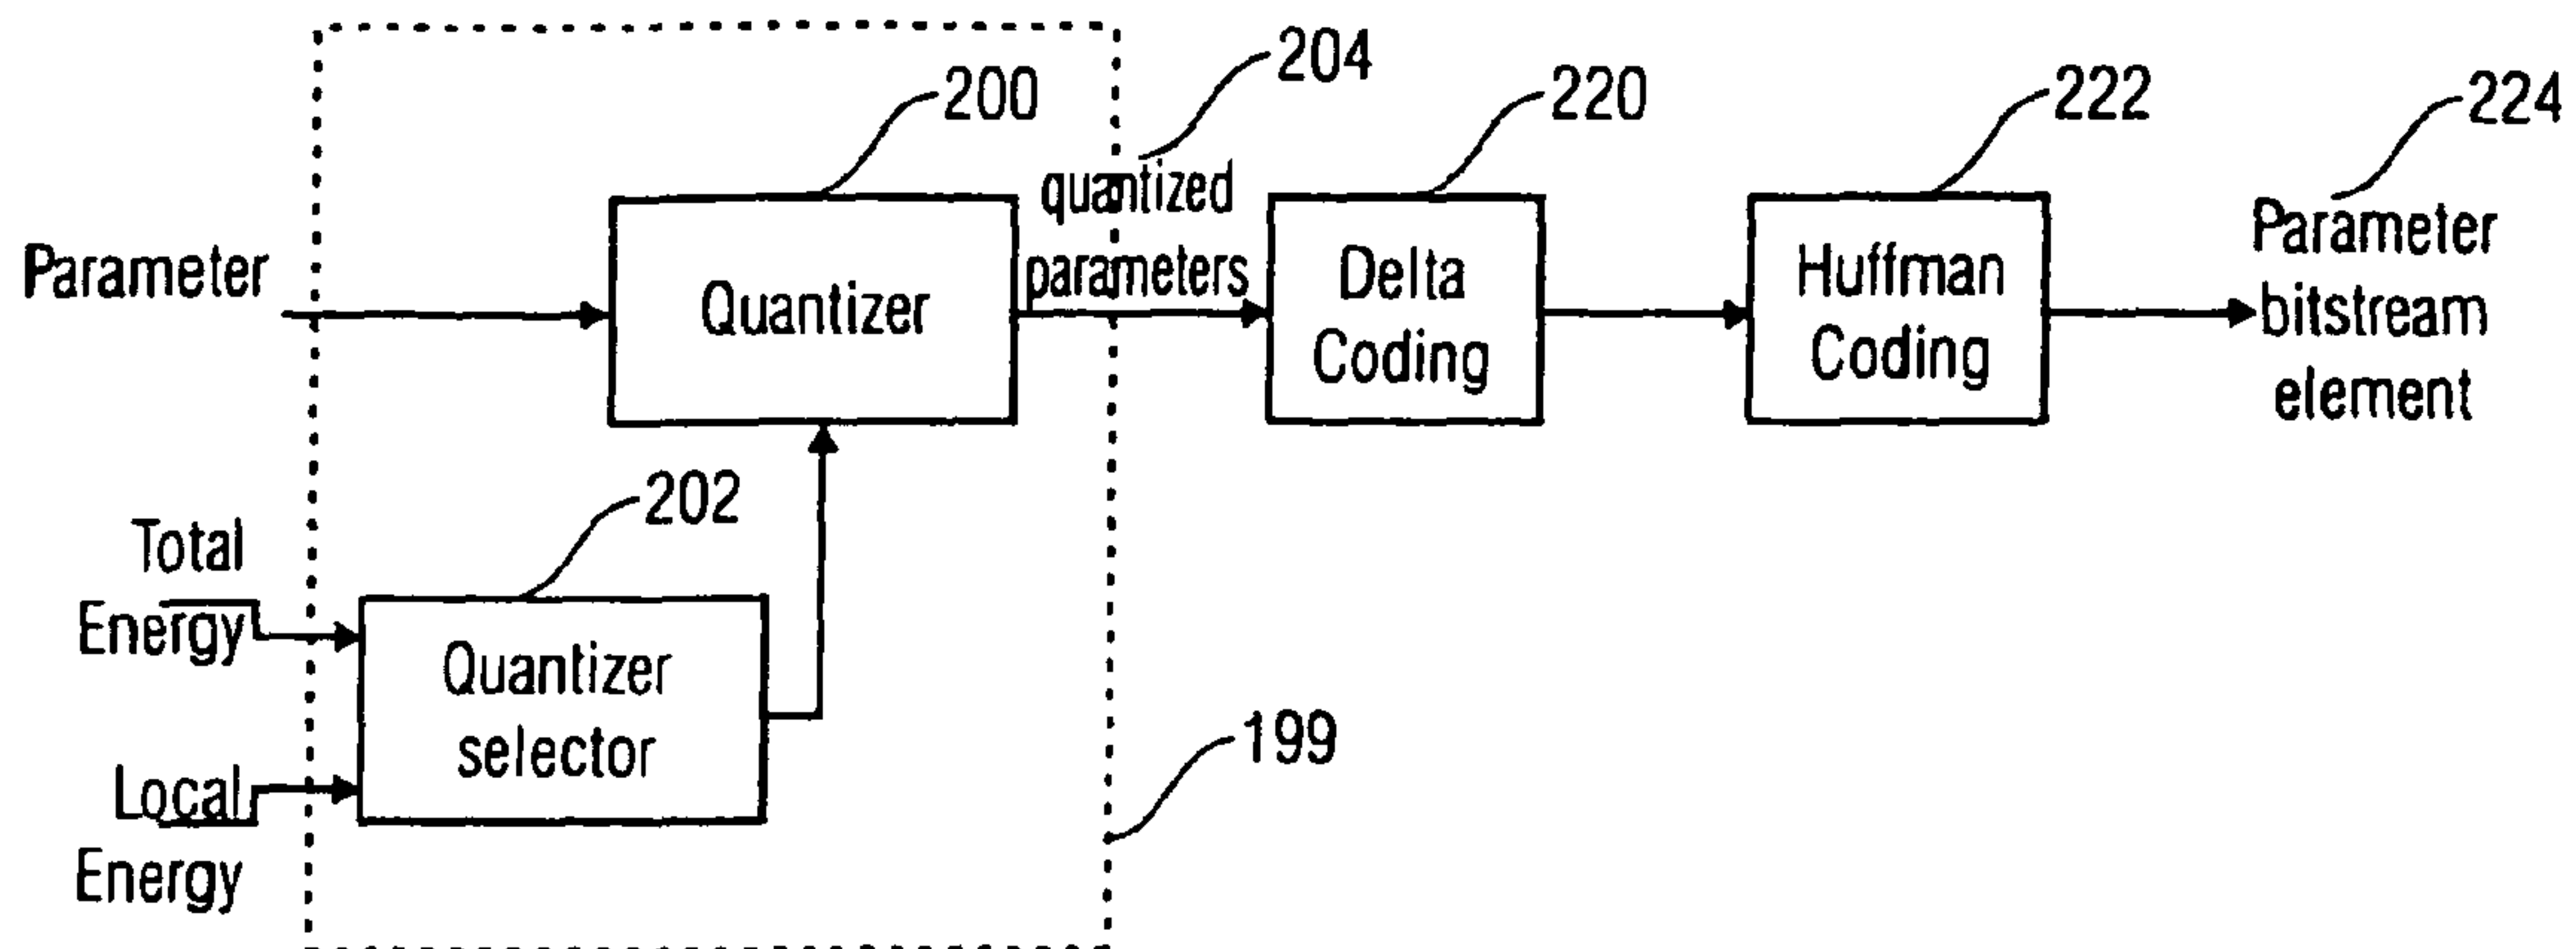 204
200
220
222
224
quantized
parameters
Parameter
Quantizer
Delta
Coding
Huffman
Coding
Parameter
bitstream
element
202
Total
Energy
Quantizer
selector
Local
Energy
199